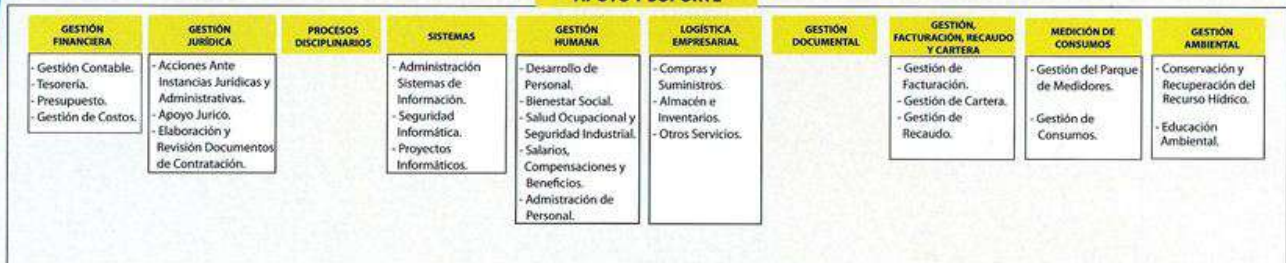 GESTIÓN
FINANCIERA
- Gestión Contable.
- Tesorería.
- Presupuesto.
- Gestión de Costos.
GESTIÓN
JURÍDICA
- Acciones Ante
Instancias Jurídicas y
Administrativas.
- Apoyo Jurico.
- Elaboración y
Revisión Documentos
de Contratación.
PROCESOS
DISCIPLINARIOS
SISTEMAS
- Administración
Sistemas de
Información.
- Seguridad
Informática.
- Proyectos
Informáticos.
GESTIÓN
HUMANA
- Desarrollo de
Personal.
- Bienestar Social.
- Salud Ocupacional y
Seguridad Industrial.
- Salarios,
Compensaciones y
Beneficios.
- Admistración de
Personal.
LOGÍSTICA
EMPRESARIAL
- Compras y
Suministros.
- Almacén e
Inventarios.
- Otros Servicios.
GESTIÓN
DOCUMENTAL
GESTIÓN,
FACTURACIÓN, RECAUDO
Y CARTERA
- Gestión de
Facturación.
- Gestión de Cartera.
- Gestión de
Recaudo.
MEDICIÓN DE
CONSUMOS
- Gestión del Parque
de Medidores.
- Gestión de
Consumos.
GESTIÓN
AMBIENTAL
- Conservación y
Recuperación del
Recurso Hídrico.
- Educación
Ambiental.